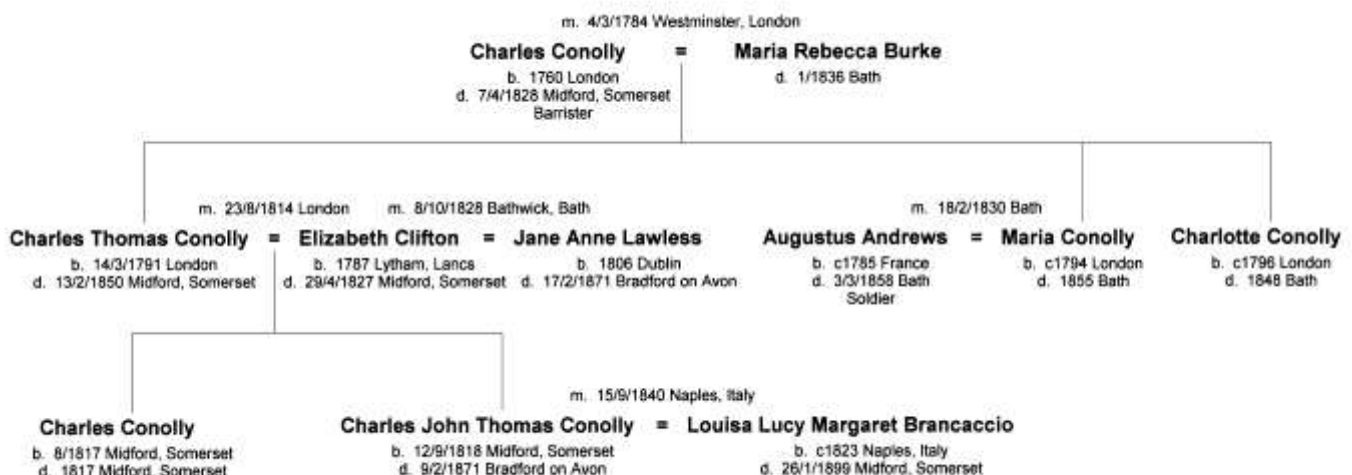 m. 4/3/1784 Westminster, London
Charles Conolly = Maria Rebecca Burke
b. 1760 London
d. 1/1836 Bath
d. 7/4/1828 Midford, Somerset
Barrister
m. 23/8/1814 London m. 8/10/1828 Bathwick, Bath m. 18/2/1830 Bath
Charles Thomas Conolly = Elizabeth Clifton = Jane Anne Lawless Augustus Andrews = Maria Conolly Charlotte Conolly
b. 14/3/1791 London b. 1787 Lytham, Lancs b. 1806 Dublin b. c1785 France b. c1794 London b. c1796 London
d. 13/2/1850 Midford, Somerset d. 29/4/1827 Midford, Somerset d. 17/2/1871 Bradford on Avon d. 3/3/1858 Bath d. 1855 Bath d. 1848 Bath
Soldier
m. 15/9/1840 Naples, Italy
Charles Conolly Charles John Thomas Conolly = Louisa Lucy Margaret Brancaccio
b. 8/1817 Midford, Somerset b. 12/9/1818 Midford, Somerset b. c1823 Naples, Italy
d. 1817 Midford, Somerset d. 9/2/1871 Bradford on Avon d. 26/1/1899 Midford, Somerset